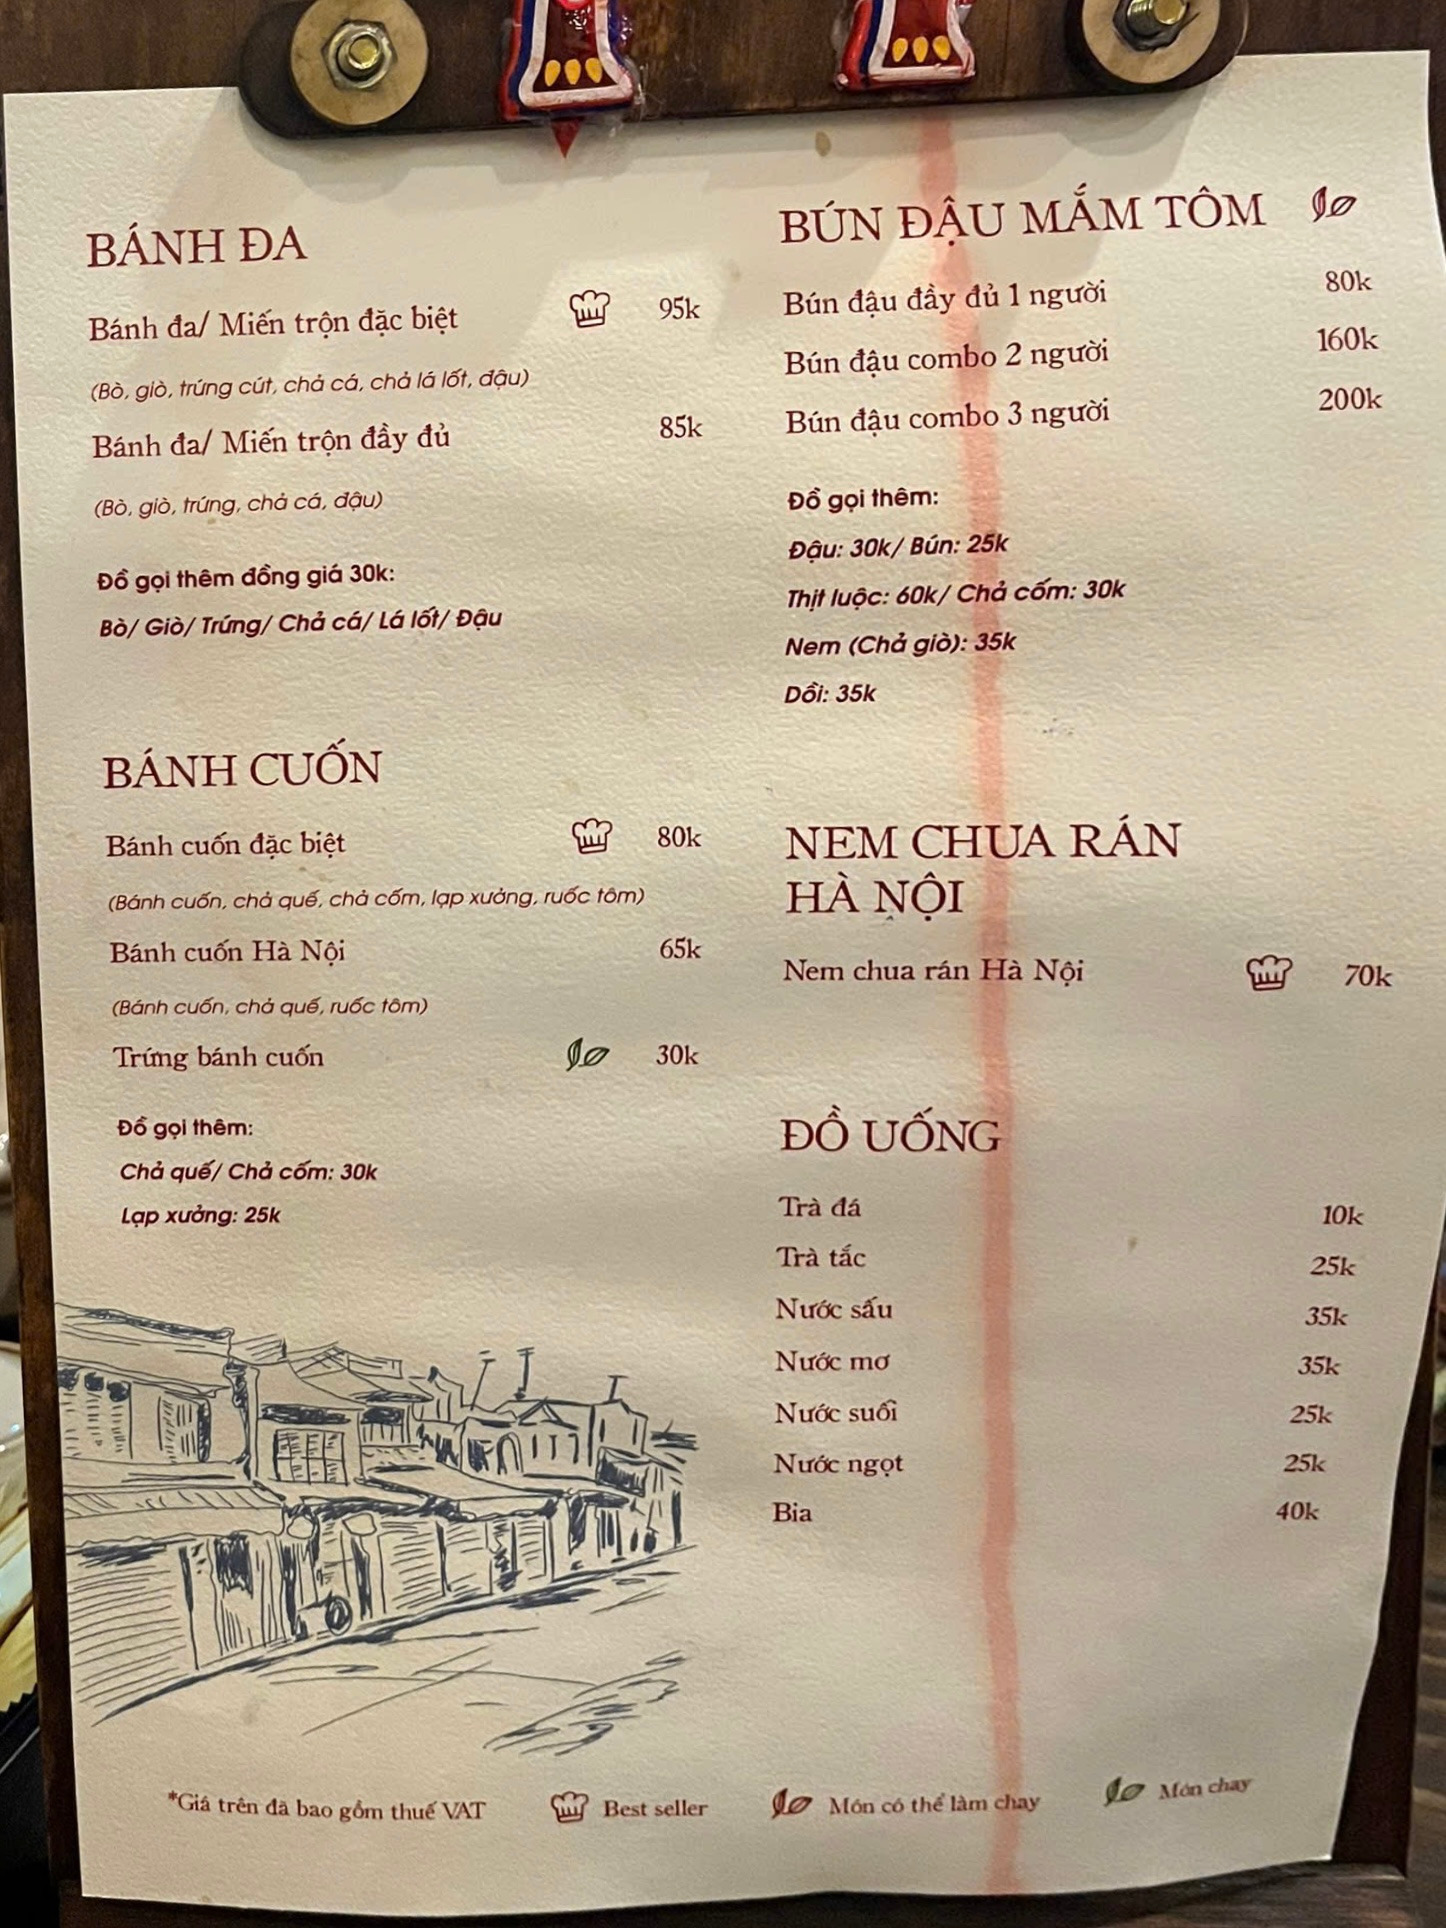 BÁNH ĐA
Bánh đa/ Miến trộn đặc biệt 95k
(Bò, giò, trứng cút, chả cá, chả lá lốt, đậu)
Bánh đa/ Miến trộn đầy đủ 85k
(Bò, giò, trứng, chả cá, đậu)
Đồ gọi thêm đồng giá 30k:
Bò/ Giò/ Trứng/ Chả cá/ Lá lốt/ Đậu
BÁNH CUỐN
Bánh cuốn đặc biệt 80k
(Bánh cuốn, chả quế, chả cốm, lạp xưởng, ruốc tôm)
Bánh cuốn Hà Nội 65k
(Bánh cuốn, chả quế, ruốc tôm)
Trứng bánh cuốn 30k
Đồ gọi thêm:
Chả quế/ Chả cốm: 30k
Lạp xưởng: 25k
BÚN ĐẬU MẮM TÔM
Bún đậu đầy đủ 1 người 80k
Bún đậu combo 2 người 160k
Bún đậu combo 3 người 200k
Đồ gọi thêm:
Đậu: 30k/ Bún: 25k
Thịt luộc: 60k/ Chả cốm: 30k
Nem (Chả giò): 35k
Dồi: 35k
NEM CHUA RÁN
HÀ NỘI
Nem chua rán Hà Nội 70k
ĐỒ UỐNG
Trà đá 10k
Trà tắc 25k
Nước sấu 35k
Nước mơ 35k
Nước suối 25k
Nước ngọt 25k
Bia 40k
*Giá trên đã bao gồm thuế VAT
Best seller
Món có thể làm chay
Món chay